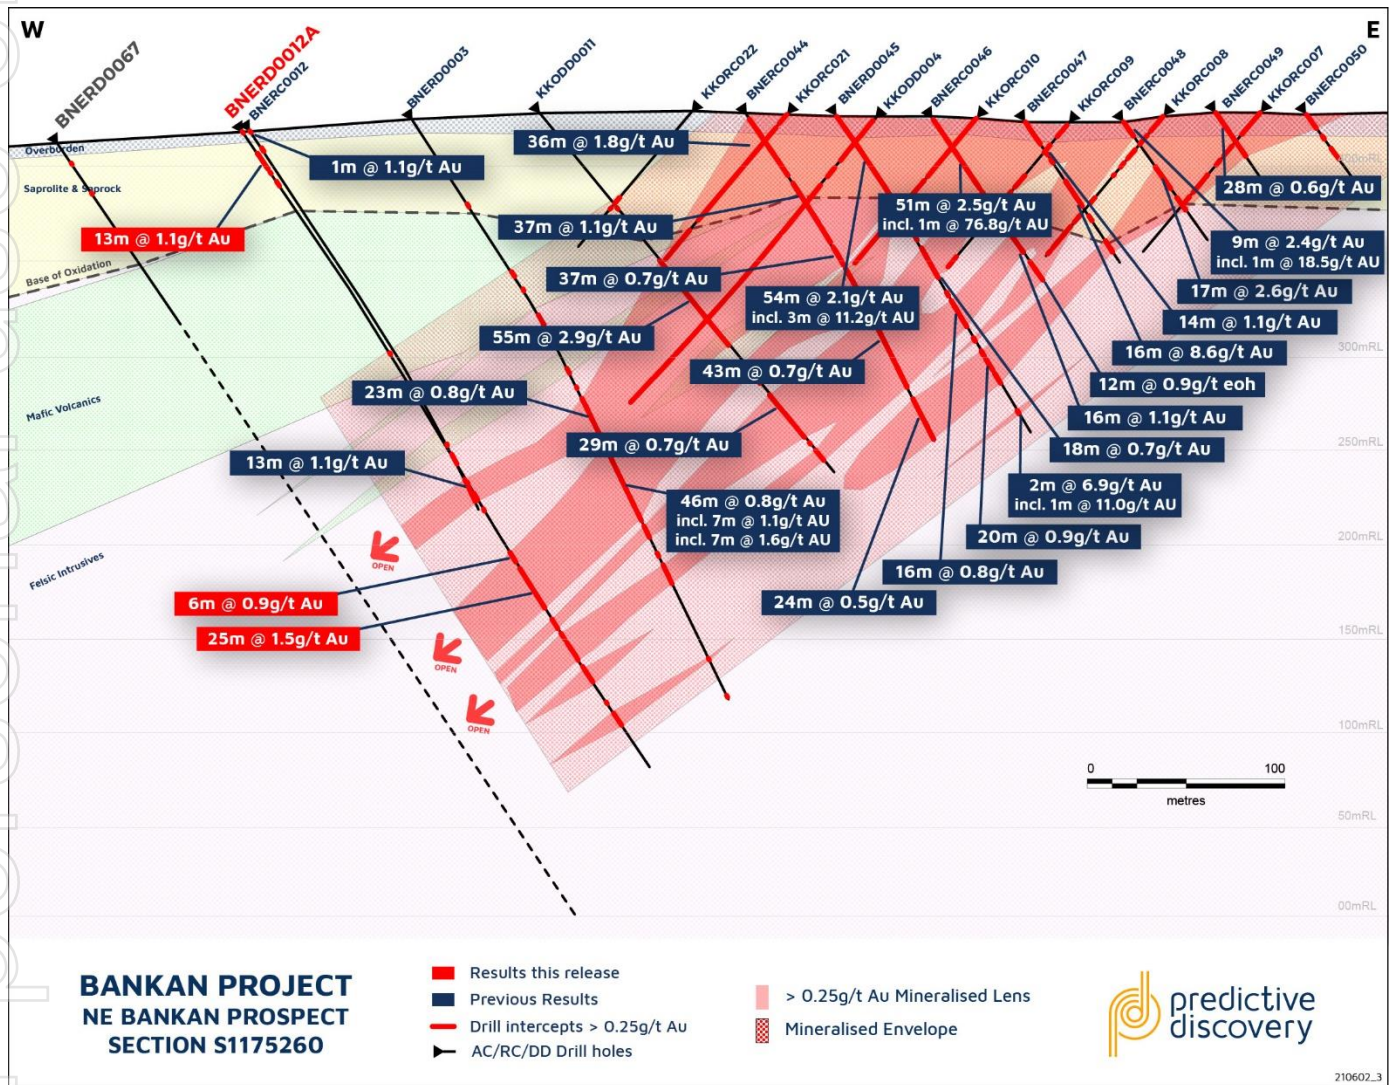 W
E
BNERD0067
BNERD0012A
BNERC0012
BNERD0003
KKODD0011
KKORC022
BNERC0044
KKORC021
BNERD0045
KKODD004
BNERC0046
KKORC010
BNERC0047
KKORC009
BNERC0048
KKORC008
BNERC0049
KKORC007
BNERC0050
Overburden
Saprolite & Saprock
Base of Oxidation
Mafic Volcanics
Felsic Intrusives
1m @ 1.1g/t Au
13m @ 1.1g/t Au
36m @ 1.8g/t Au
37m @ 1.1g/t Au
37m @ 0.7g/t Au
55m @ 2.9g/t Au
23m @ 0.8g/t Au
13m @ 1.1g/t Au
51m @ 2.5g/t Au
incl. 1m @ 76.8g/t AU
54m @ 2.1g/t AU
incl. 3m @ 11.2g/t AU
43m @ 0.7g/t Au
29m @ 0.7g/t Au
46m @ 0.8g/t Au
incl. 7m @ 1.1g/t AU
incl. 7m @ 1.6g/t AU
28m @ 0.6g/t Au
9m @ 2.4g/t Au
incl. 1m @ 18.5g/t AU
17m @ 2.6g/t Au
14m @ 1.1g/t Au
16m @ 8.6g/t Au
12m @ 0.9g/t eoh
16m @ 1.1g/t Au
18m @ 0.7g/t Au
2m @ 6.9g/t Au
incl. 1m @ 11.0g/t AU
20m @ 0.9g/t Au
16m @ 0.8g/t Au
24m @ 0.5g/t Au
6m @ 0.9g/t Au
25m @ 1.5g/t Au
OPEN
OPEN
OPEN
300mRL
250mRL
200mRL
150mRL
100mRL
50mRL
00mRL
0 100
metres
BANKAN PROJECT
NE BANKAN PROSPECT
SECTION S1175260
Results this release
Previous Results
Drill intercepts > 0.25g/t Au
AC/RC/DD Drill holes
> 0.25g/t Au Mineralised Lens
Mineralised Envelope
predictive
discovery
210602_3